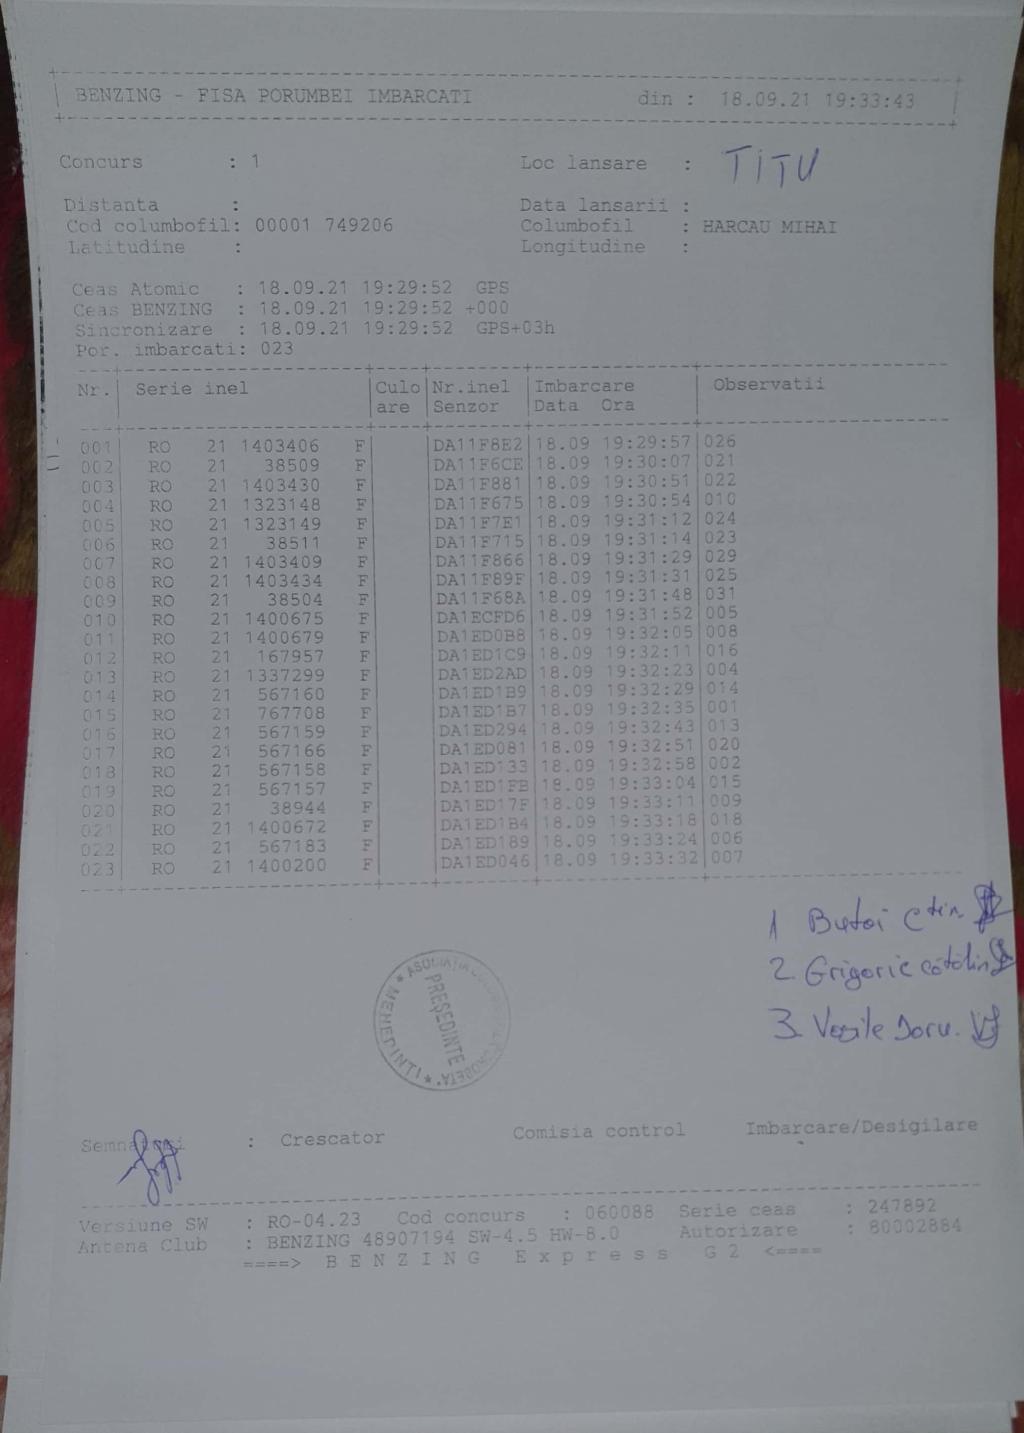 BENZING - FISA PORUMBEI IMBARCATI din : 18.09.21 19:33:43
Concurs : 1 Loc lansare : TITU
Distanta : Data lansarii :
Cod columbofil: 00001 749206 Columbofil : HARCAU MIHAI
Latitudine : Longitudine :
Ceas Atomic : 18.09.21 19:29:52 GPS
Ceas BENZING : 18.09.21 19:29:52 +000
Sincronizare : 18.09.21 19:29:52 GPS+03h
Por. imbarcati: 023
Nr. Serie inel Culo Nr.inel Imbarcare Observatii
are Senzor Data Ora
001 RO 21 1403406 F DA11F8E2 18.09 19:29:57 026
002 RO 21 38509 F DA11F6CE 18.09 19:30:07 021
003 RO 21 1403430 F DA11F881 18.09 19:30:51 022
004 RO 21 1323148 F DA11F675 18.09 19:30:54 010
005 RO 21 1323149 F DA11F7E1 18.09 19:31:12 024
006 RO 21 38511 F DA11F715 18.09 19:31:14 023
007 RO 21 1403409 F DA11F866 18.09 19:31:29 029
008 RO 21 1403434 F DA11F89F 18.09 19:31:31 025
009 RO 21 38504 F DA11F68A 18.09 19:31:48 031
010 RO 21 1400675 F DA1ECFD6 18.09 19:31:52 005
011 RO 21 1400679 F DA1ED0B8 18.09 19:32:05 008
012 RO 21 167957 F DA1ED1C9 18.09 19:32:11 016
013 RO 21 1337299 F DA1ED2AD 18.09 19:32:23 004
014 RO 21 567160 F DA1ED1B9 18.09 19:32:29 014
015 RO 21 767708 F DA1ED1B7 18.09 19:32:35 001
016 RO 21 567159 F DA1ED294 18.09 19:32:43 013
017 RO 21 567166 F DA1ED081 18.09 19:32:51 020
018 RO 21 567158 F DA1ED133 18.09 19:32:58 002
019 RO 21 567157 F DA1ED1FB 18.09 19:33:04 015
020 RO 21 38944 F DA1ED17F 18.09 19:33:11 009
021 RO 21 1400672 F DA1ED1B4 18.09 19:33:18 018
022 RO 21 567183 F DA1ED189 18.09 19:33:24 006
023 RO 21 1400200 F DA1ED046 18.09 19:33:32 007
1 Butoi Ctin.
2. Grigorie cătălin
3. Vasile Doru.
PREȘEDINTE
MEHEDINȚI
Crescator Comisia control Imbarcare/Desigilare
Versiune SW : RO-04.23 Cod concurs : 060088 Serie ceas : 247892
Antena Club : BENZING 48907194 SW-4.5 HW-8.0 Autorizare : 80002884
====> B E N Z I N G E x p r e s s G 2 <====